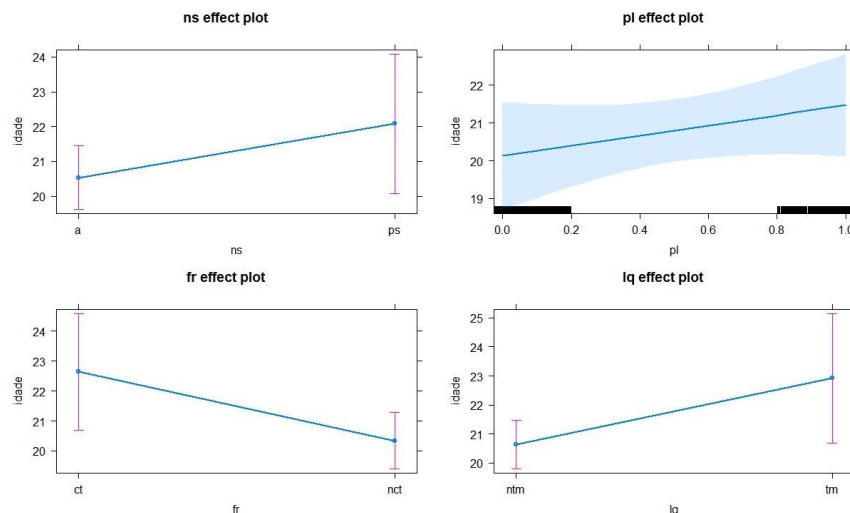 ns effect plot
24
23
22
21
20
idade
a
ps
ns
pl effect plot
22
21
20
19
idade
0.0
0.2
0.4
0.6
0.8
1.0
pl
fr effect plot
24
23
22
21
20
idade
ct
nct
fr
lq effect plot
25
24
23
22
21
20
idade
ntm
tm
lq